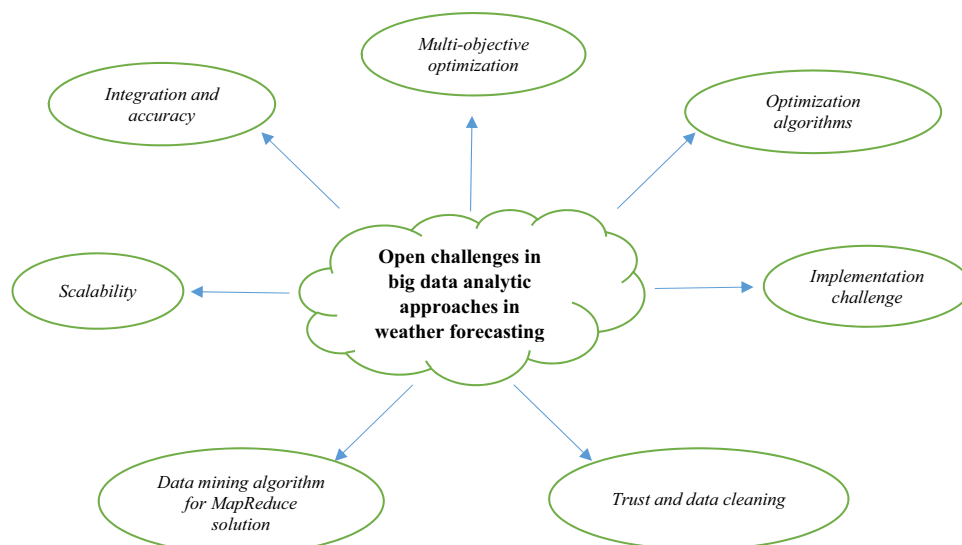 Multi-objective
optimization
Integration and
accuracy
Optimization
algorithms
Open challenges in
big data analytic
approaches in
weather forecasting
Scalability
Implementation
challenge
Data mining algorithm
for MapReduce
solution
Trust and data cleaning